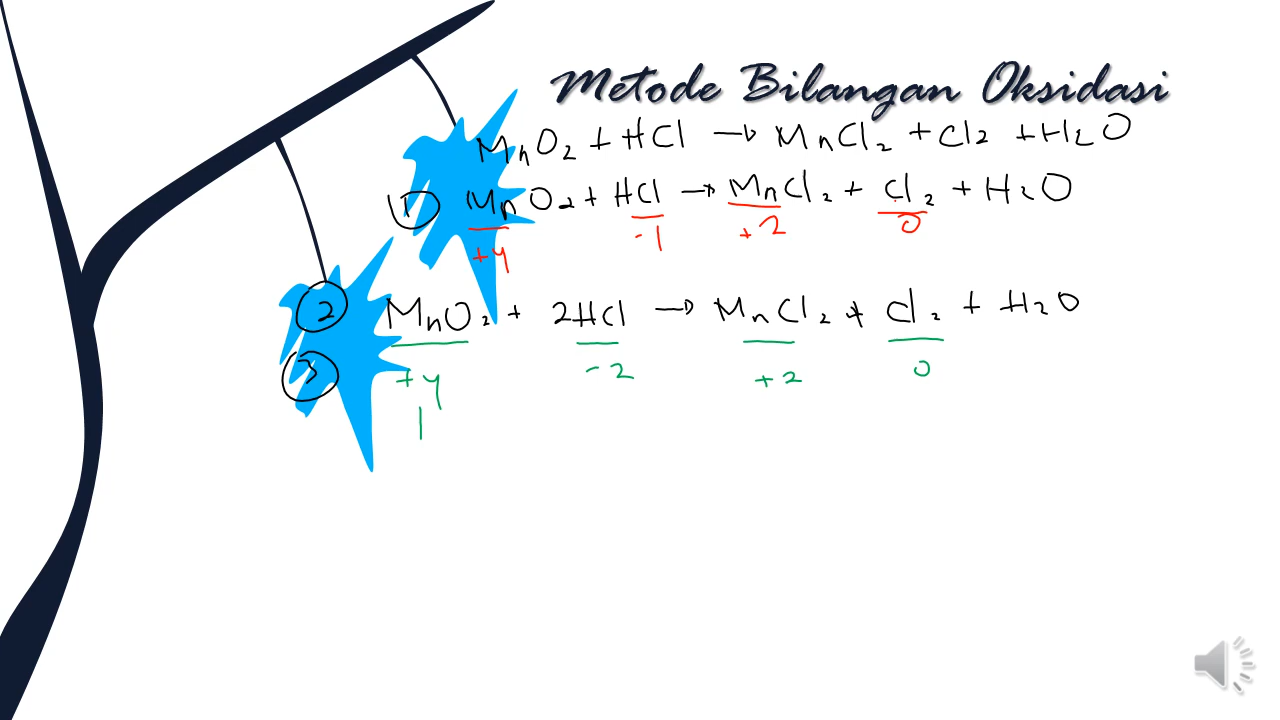 Metode Bilangan Oksidasi
MnO2 + HCl → MnCl2 + Cl2 + H2O
① MnO2 + HCl → MnCl2 + Cl2 + H2O
+4 -1 +2 0
② MnO2 + 2HCl → MnCl2 + Cl2 + H2O
③ +4 -2 +2 0